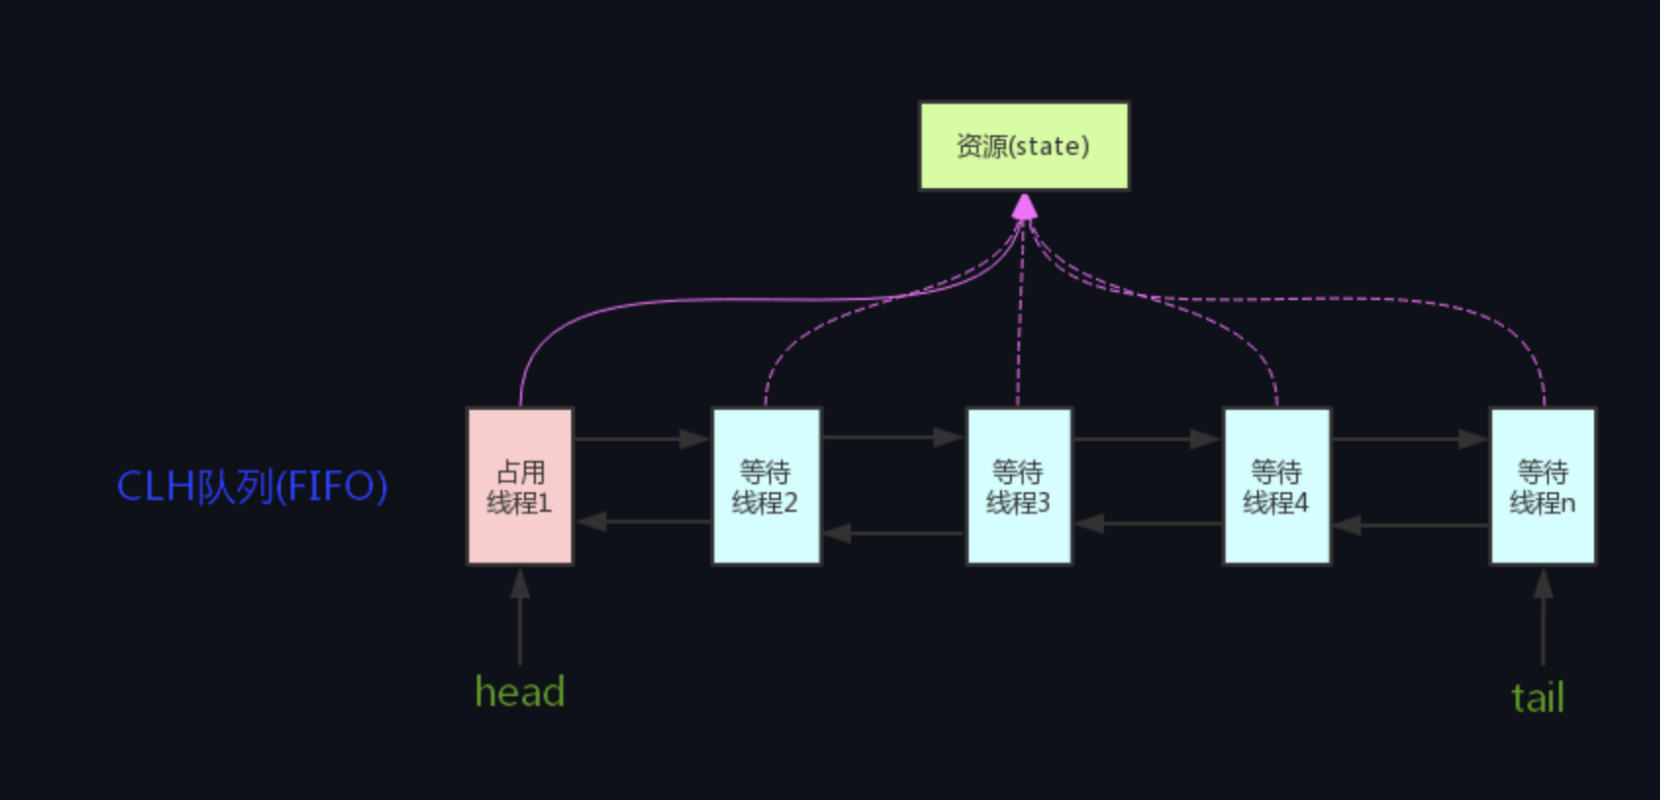 资源(state)
CLH队列(FIFO)
占用
线程1
等待
线程2
等待
线程3
等待
线程4
等待
线程n
head
tail